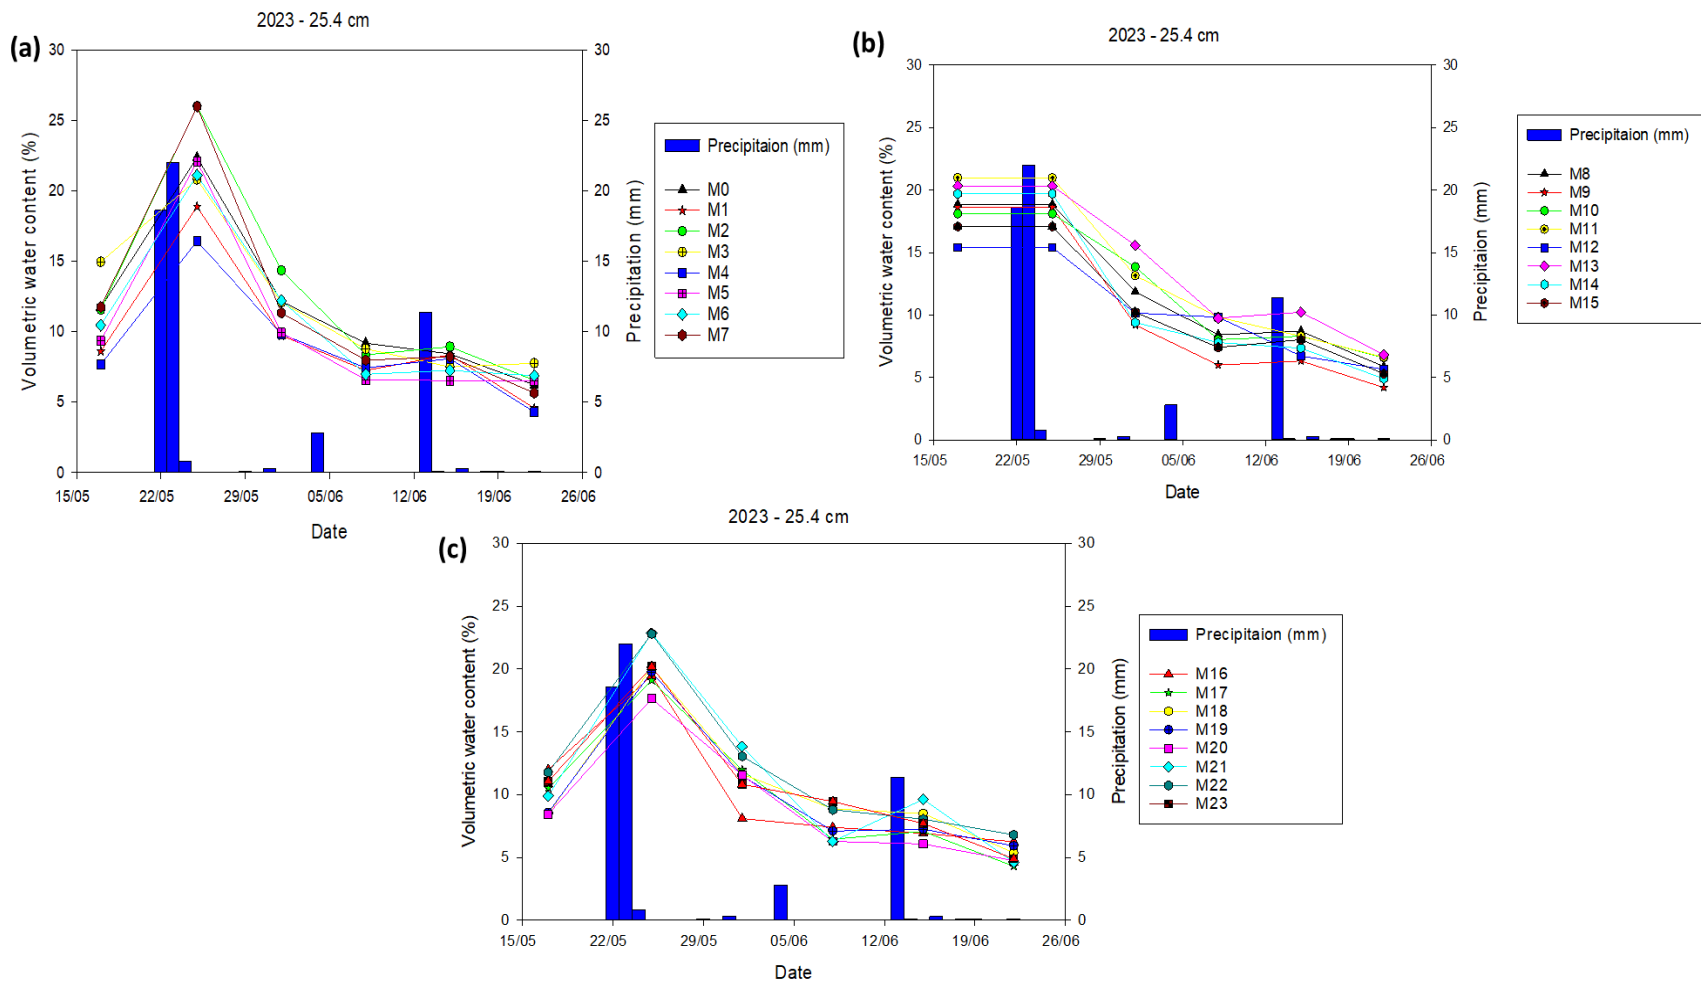 (a)
2023 - 25.4 cm
30
25
20
15
10
5
0
30
25
20
15
10
5
0
Volumetric water content (%)
Precipitation (mm)
15/05 22/05 29/05 05/06 12/06 19/06 26/06
Date
Precipitaion (mm)
M0
M1
M2
M3
M4
M5
M6
M7
(b)
2023 - 25.4 cm
30
25
20
15
10
5
0
30
25
20
15
10
5
0
Volumetric water content (%)
Precipitaion (mm)
15/05 22/05 29/05 05/06 12/06 19/06 26/06
Date
Precipitaion (mm)
M8
M9
M10
M11
M12
M13
M14
M15
(c)
2023 - 25.4 cm
30
25
20
15
10
5
0
30
25
20
15
10
5
0
Volumetric water content (%)
Precipitation (mm)
15/05 22/05 29/05 05/06 12/06 19/06 26/06
Date
Precipitaion (mm)
M16
M17
M18
M19
M20
M21
M22
M23